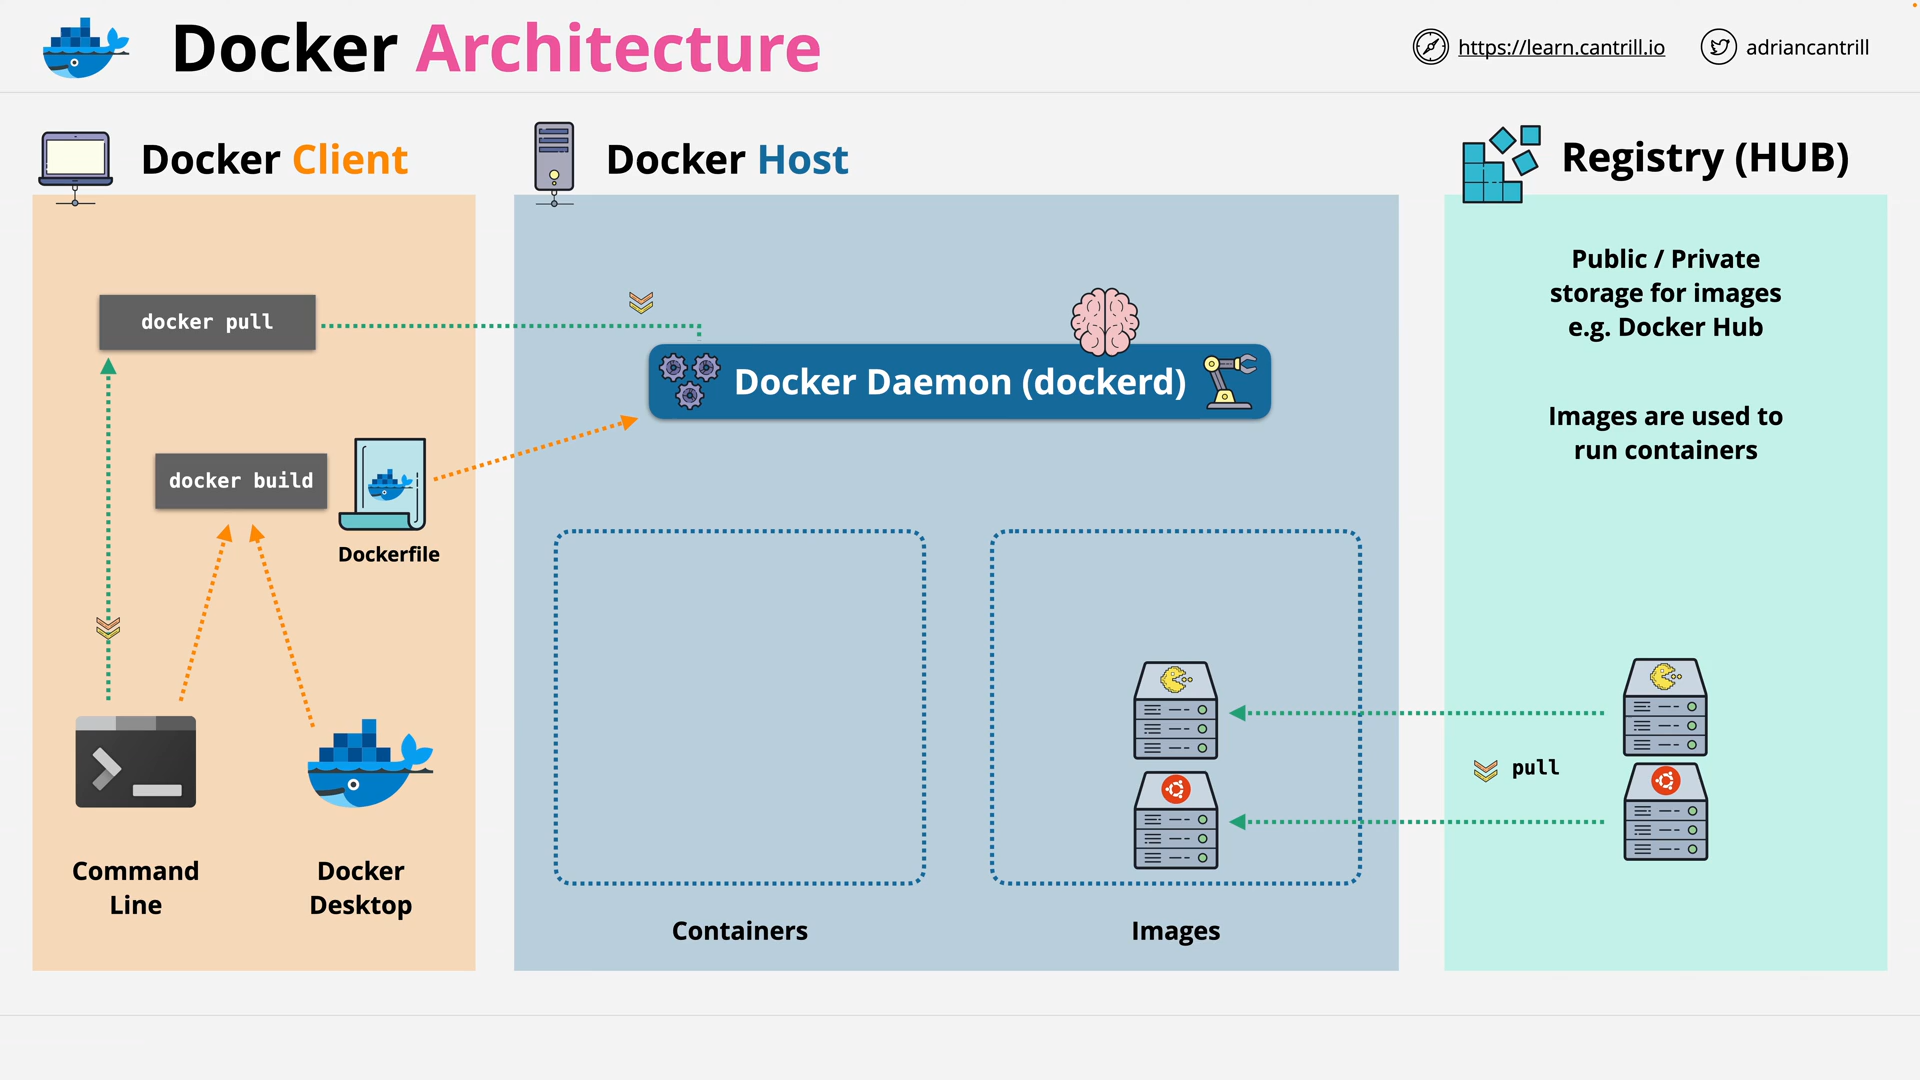 Docker Architecture
https://learn.cantrill.io
adriancantrill
Docker Client
docker pull
docker build
Dockerfile
Command
Line
Docker
Desktop
Docker Host
Docker Daemon (dockerd)
Containers
Images
Registry (HUB)
Public / Private
storage for images
e.g. Docker Hub
Images are used to
run containers
pull